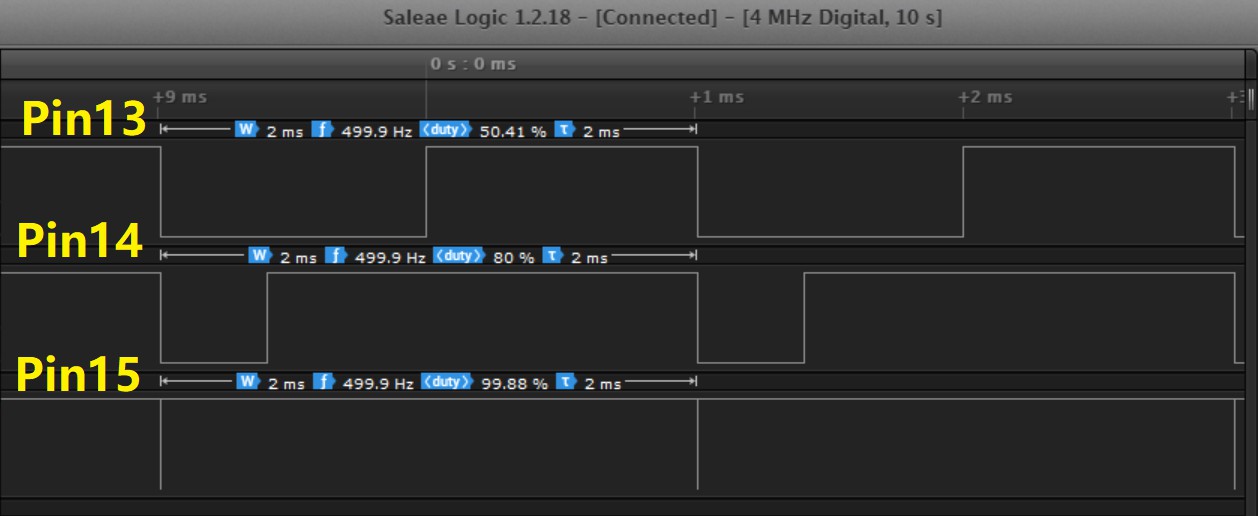 Saleae Logic 1.2.18 – [Connected] – [4 MHz Digital, 10 s]
0 s : 0 ms
+9 ms +1 ms +2 ms
Pin13
W 2 ms f 499.9 Hz ⟨duty⟩ 50.41 % τ 2 ms
Pin14
W 2 ms f 499.9 Hz ⟨duty⟩ 80 % τ 2 ms
Pin15
W 2 ms f 499.9 Hz ⟨duty⟩ 99.88 % τ 2 ms